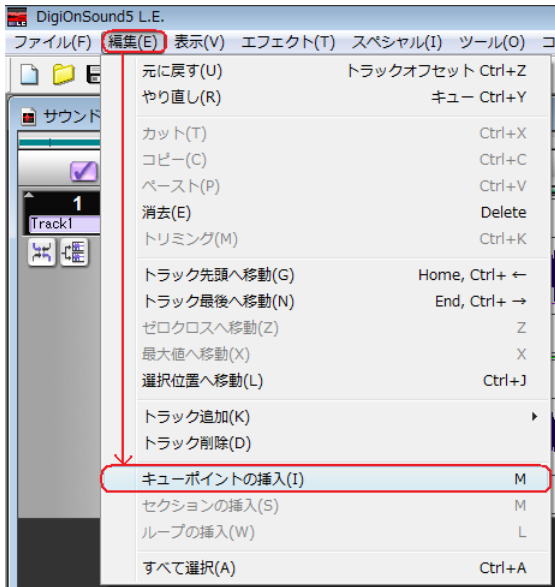 DigiOnSound5 L.E.
ファイル(F) 編集(E) 表示(V) エフェクト(T) スペシャル(I) ツール(O) コ
元に戻す(U) トラックオフセット Ctrl+Z
やり直し(R) キュー Ctrl+Y
サウンド
カット(T) Ctrl+X
コピー(C) Ctrl+C
ペースト(P) Ctrl+V
1
消去(E) Delete
Track1
トリミング(M) Ctrl+K
トラック先頭へ移動(G) Home, Ctrl+ ←
トラック最後へ移動(N) End, Ctrl+ →
ゼロクロスへ移動(Z) Z
最大値へ移動(X) X
選択位置へ移動(L) Ctrl+J
トラック追加(K)
トラック削除(D)
キューポイントの挿入(I) M
セクションの挿入(S) M
ループの挿入(W) L
すべて選択(A) Ctrl+A